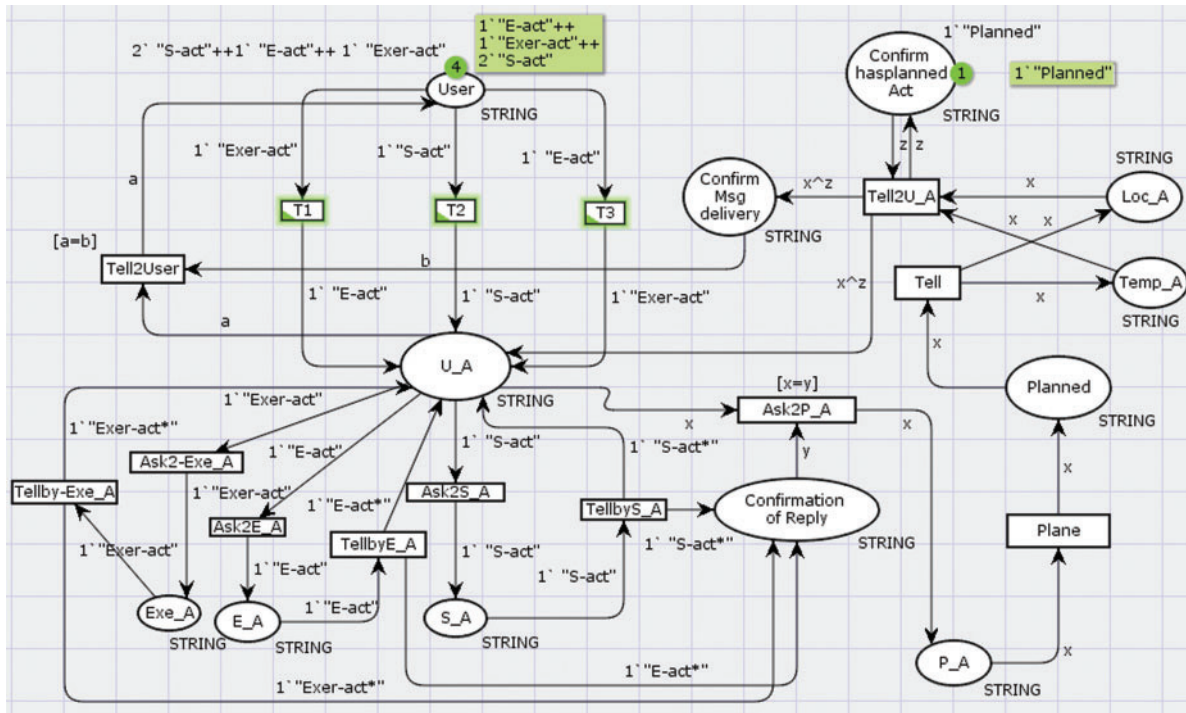 1`"E-act"++
1`"Exer-act"++
2`"S-act"
2` "S-act"++1` "E-act"++ 1` "Exer-act"
4
User
STRING
1` "Planned"
Confirm
hasplanned
Act
1
1` "Planned"
STRING
1` "Exer-act"
1`"S-act"
1` "E-act"
a
z
z
STRING
Confirm
Msg
delivery
x^z
Tell2U_A
x
Loc_A
T1
T2
T3
STRING
x
x
[a=b]
Tell2User
b
x^z
Tell
x
Temp_A
STRING
1` "E-act"
1` "S-act"
1`"Exer-act"
a
x
U_A
STRING
Planned
STRING
[x=y]
Ask2P_A
x
x
1`"Exer-act"
1`"Exer-act*"
1`"E-act"
1`"S-act"
1`"S-act*"
y
x
Ask2-Exe_A
Tellby-Exe_A
1`"Exer-act"
Ask2S_A
1`"E-act*"
TellbyS_A
Confirmation
of Reply
STRING
Ask2E_A
TellbyE_A
Plane
1`"Exer-act"
1`"E-act"
1` "S-act"
1` "S-act*"
1` "S-act"
1`"E-act"
Exe_A
STRING
E_A
STRING
S_A
STRING
x
P_A
STRING
1`"E-act*"
1`"Exer-act*"